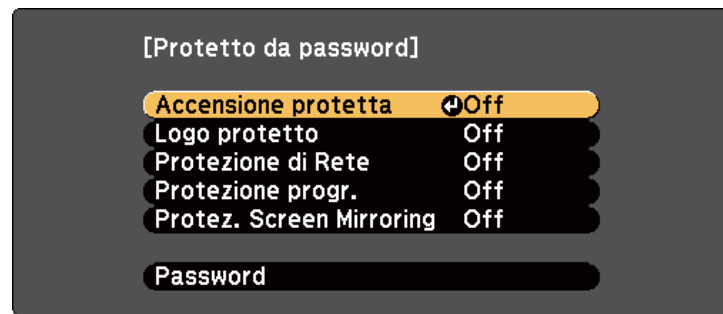 [Protetto da password]
Accensione protetta Off
Logo protetto Off
Protezione di Rete Off
Protezione progr. Off
Protez. Screen Mirroring Off
Password